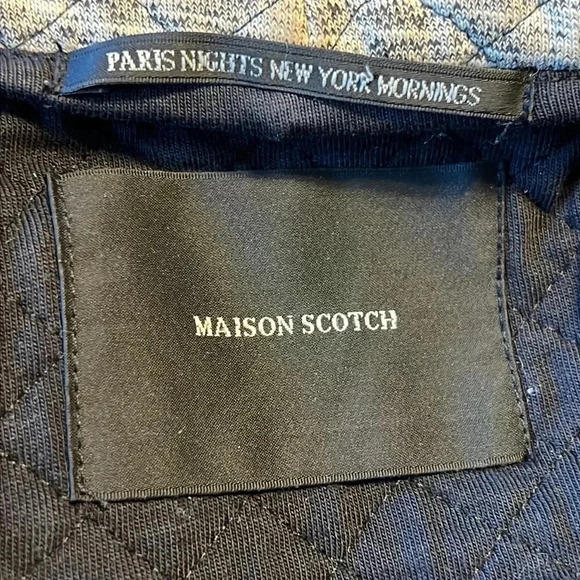 PARIS NIGHTS NEW YORK MORNINGS
MAISON SCOTCH